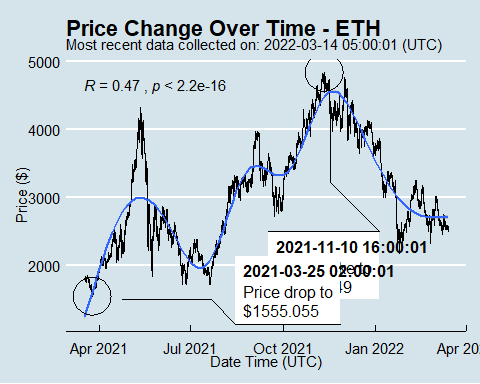 Price Change Over Time - ETH
Most recent data collected on: 2022-03-14 05:00:01 (UTC)
5000
R = 0.47 , p < 2.2e-16
4000
3000
2000
Price ($)
2021-11-10 16:00:01
2021-03-25 02:00:01
Price drop to
$1555.055
Apr 2021
Jul 2021
Oct 2021
Jan 2022
Apr 20
Date Time (UTC)